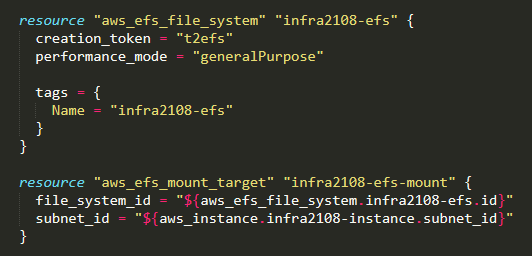 resource "aws_efs_file_system" "infra2108-efs" {
  creation_token = "t2efs"
  performance_mode = "generalPurpose"

  tags = {
    Name = "infra2108-efs"
  }
}

resource "aws_efs_mount_target" "infra2108-efs-mount" {
  file_system_id = "${aws_efs_file_system.infra2108-efs.id}"
  subnet_id = "${aws_instance.infra2108-instance.subnet_id}"
}